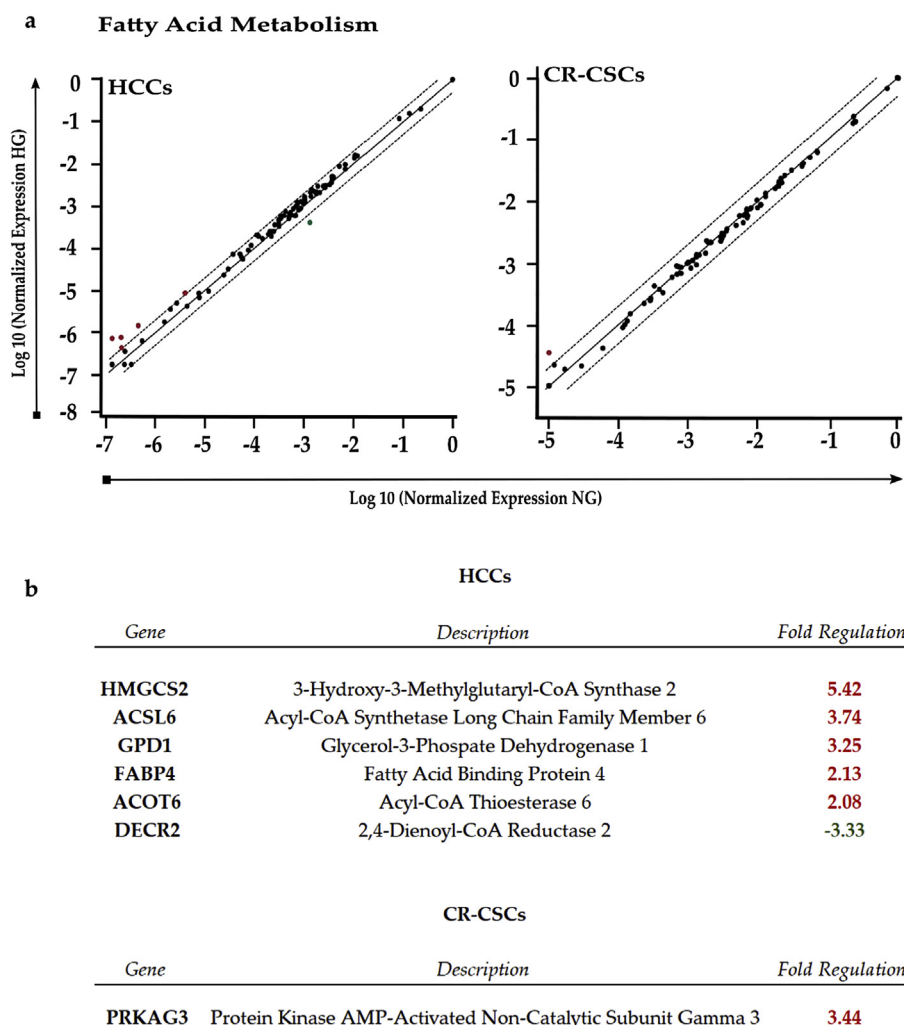 a Fatty Acid Metabolism
HCCs
CR-CSCs
Log 10 (Normalized Expression HG)
0
-1
-2
-3
-4
-5
-6
-7
-8
-7 -6 -5 -4 -3 -2 -1 0
0
-1
-2
-3
-4
-5
-5 -4 -3 -2 -1 0
Log 10 (Normalized Expression NG)
b
HCCs
Gene Description Fold Regulation
HMGCS2 3-Hydroxy-3-Methylglutaryl-CoA Synthase 2 5.42
ACSL6 Acyl-CoA Synthetase Long Chain Family Member 6 3.74
GPD1 Glycerol-3-Phospate Dehydrogenase 1 3.25
FABP4 Fatty Acid Binding Protein 4 2.13
ACOT6 Acyl-CoA Thioesterase 6 2.08
DECR2 2,4-Dienoyl-CoA Reductase 2 -3.33
CR-CSCs
Gene Description Fold Regulation
PRKAG3 Protein Kinase AMP-Activated Non-Catalytic Subunit Gamma 3 3.44